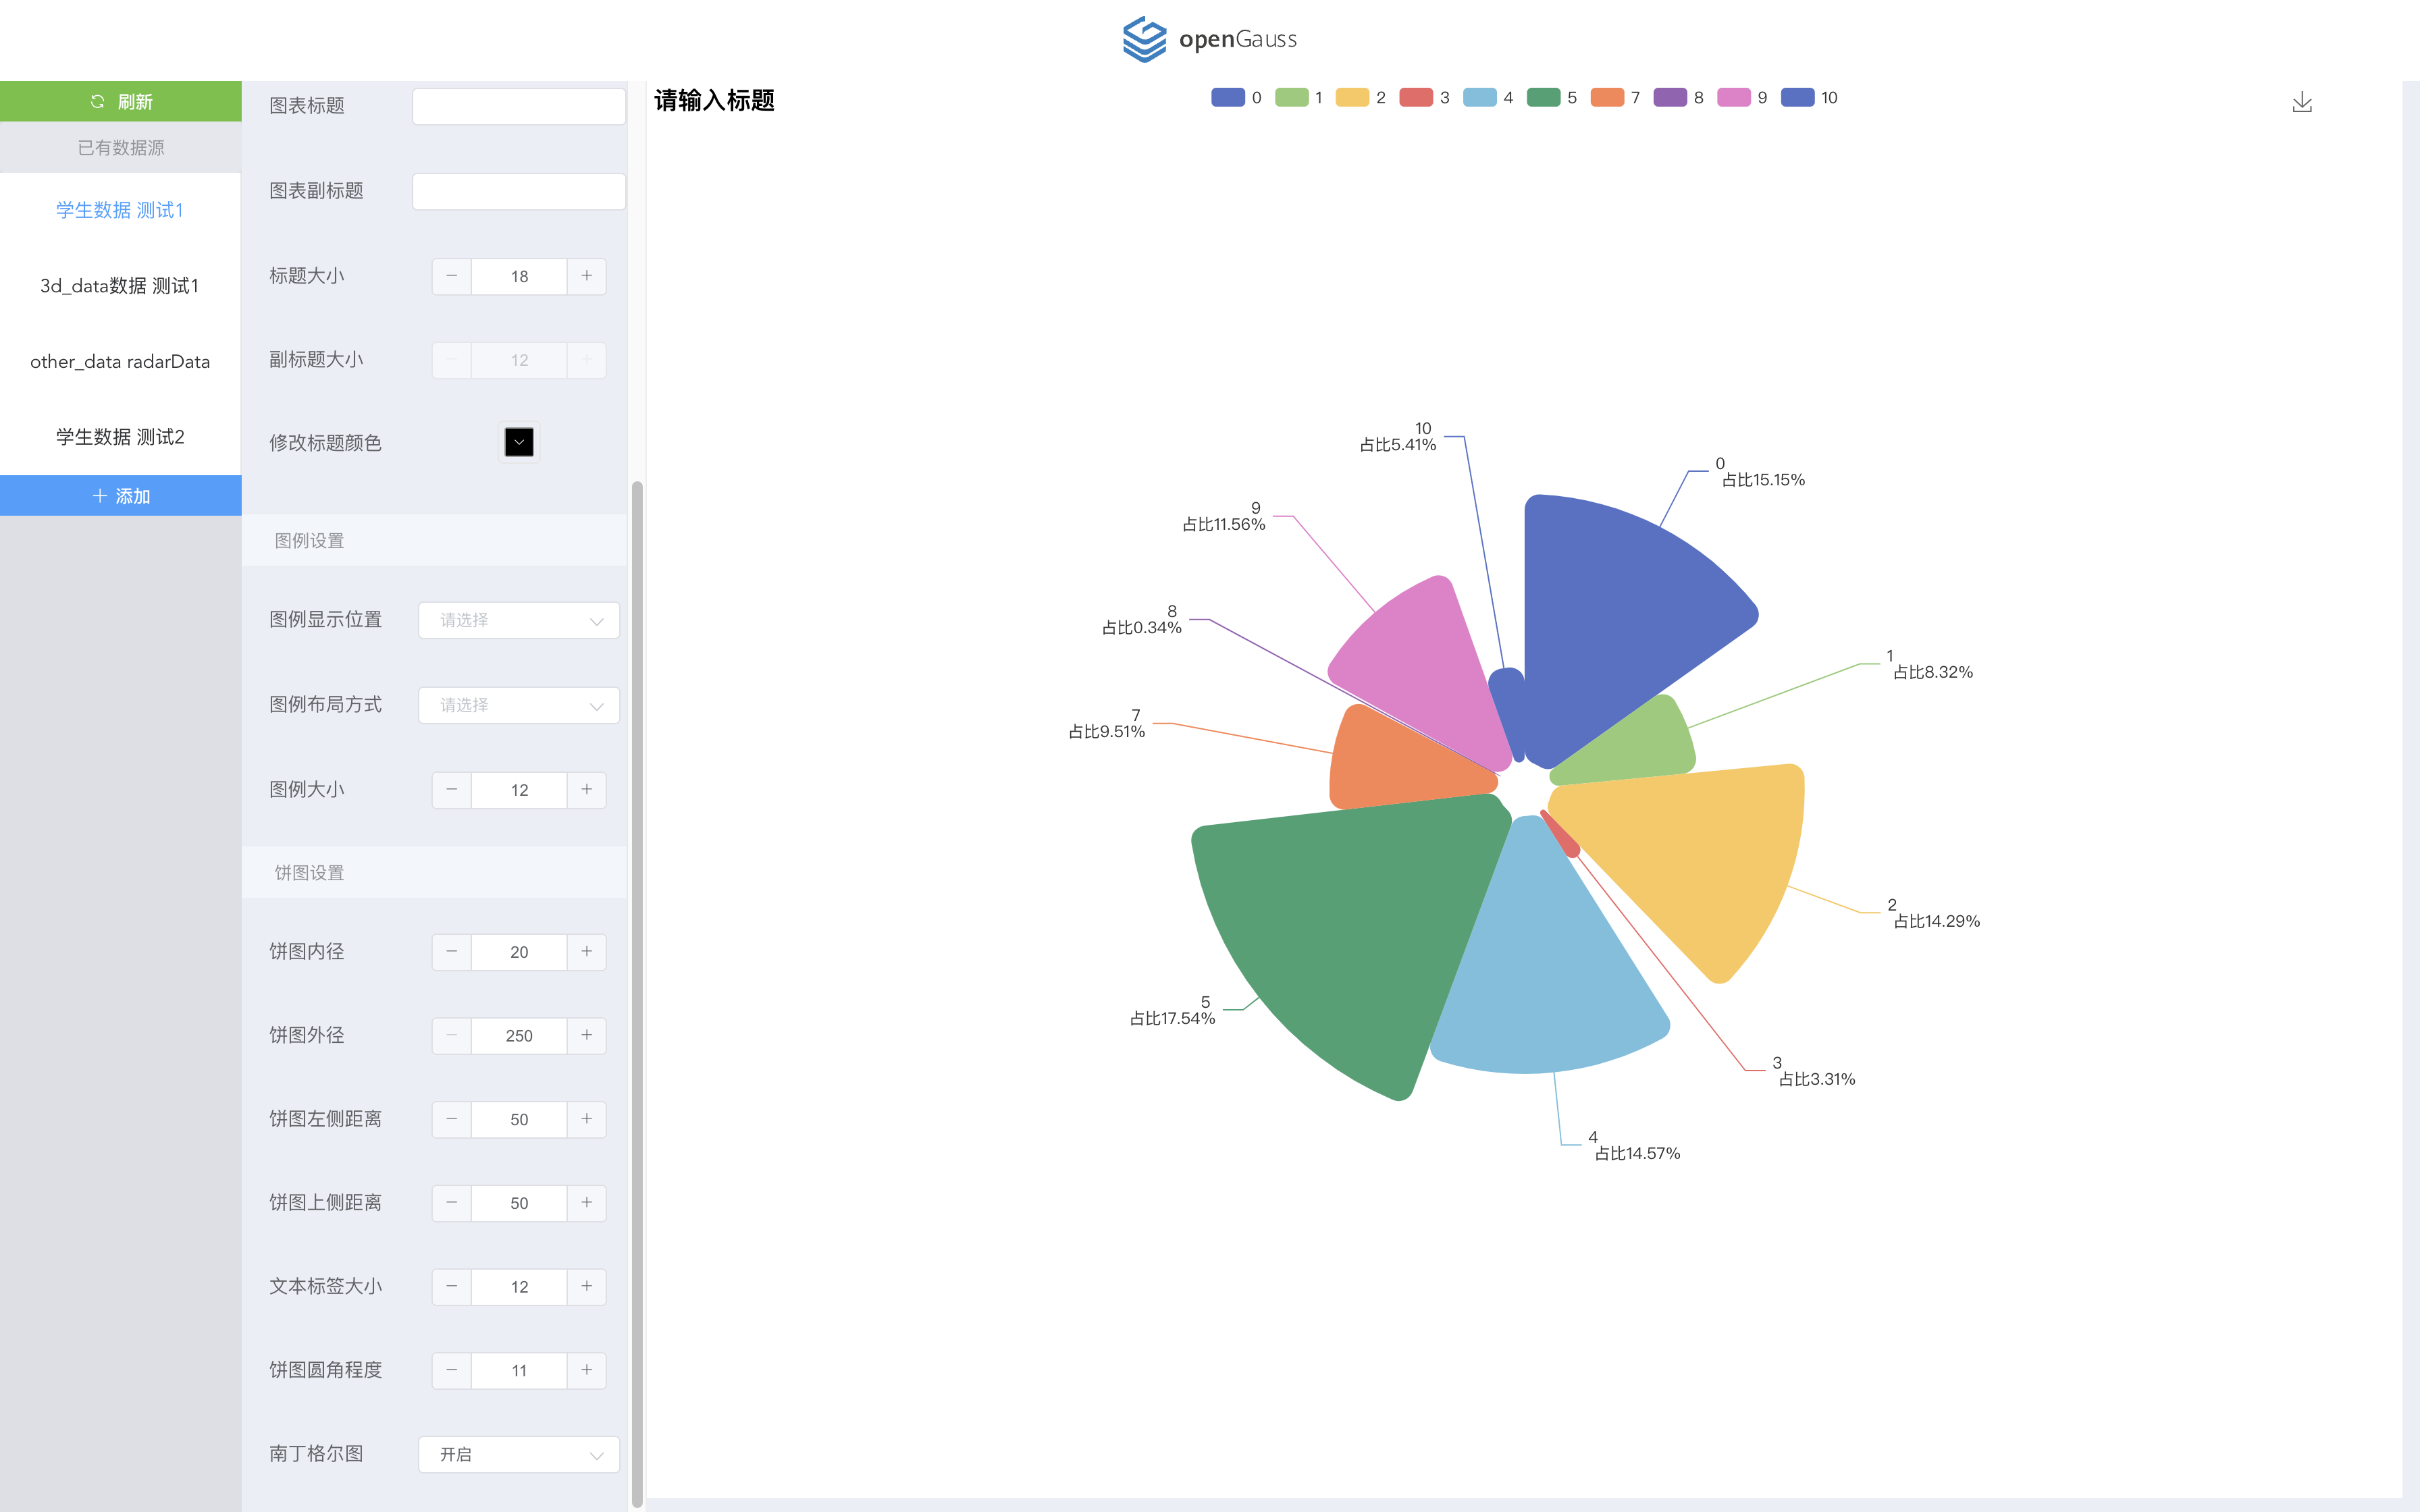 openGauss
刷新
已有数据源
学生数据 测试1
3d_data数据 测试1
other_data radarData
学生数据 测试2
添加
图表标题
图表副标题
标题大小
18
副标题大小
12
修改标题颜色
图例设置
图例显示位置
请选择
图例布局方式
请选择
图例大小
12
饼图设置
饼图内径
20
饼图外径
250
饼图左侧距离
50
饼图上侧距离
50
文本标签大小
12
饼图圆角程度
11
南丁格尔图
开启
请输入标题
0 1 2 3 4 5 7 8 9 10
10
占比5.41%
0
占比15.15%
9
占比11.56%
8
占比0.34%
1
占比8.32%
7
占比9.51%
2
占比14.29%
5
占比17.54%
3
占比3.31%
4
占比14.57%